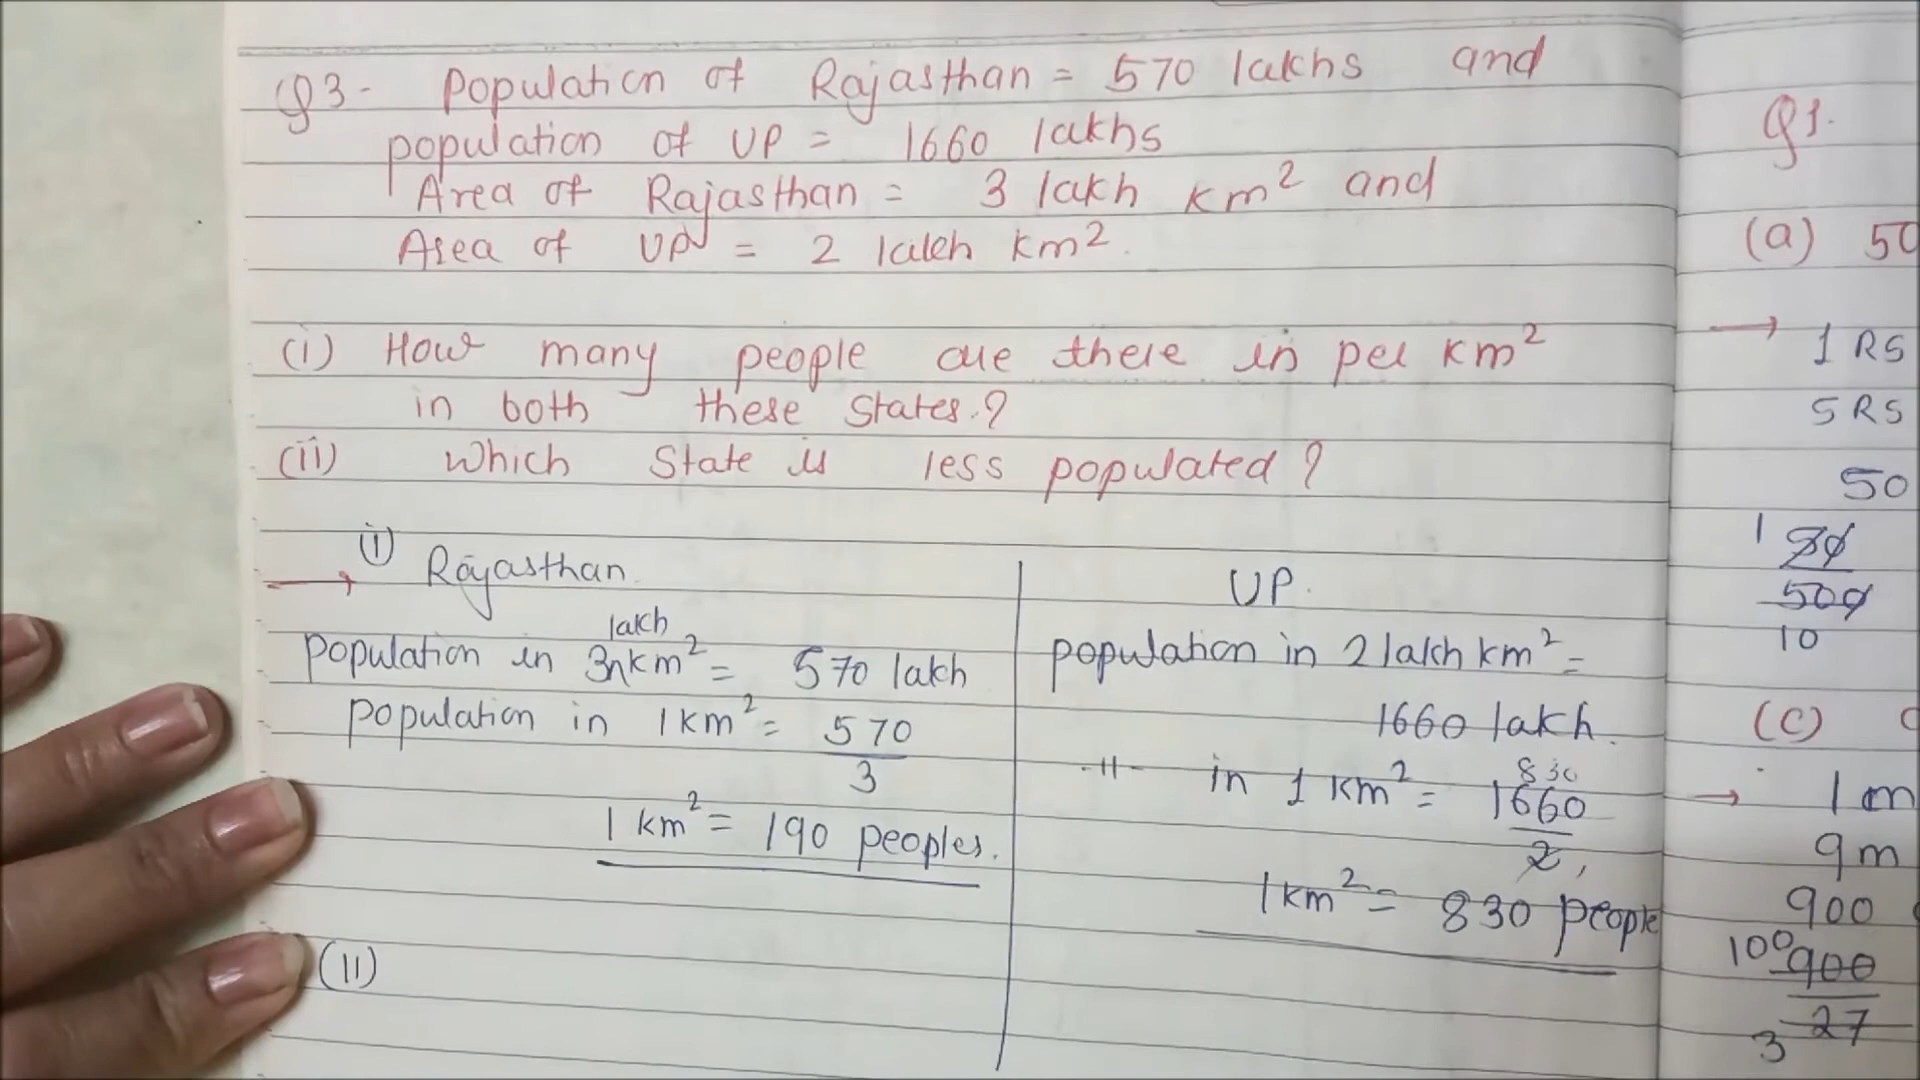 Q3- Population of Rajasthan = 570 lakhs and
population of UP = 1660 lakhs
Area of Rajasthan = 3 lakh km²  and
Area of UP = 2 lakh km².
(i) How many people are there in per km²
in both these states.?
(ii) Which State is less populated ?
(i) Rajasthan
lakh
population in 3 km² = 570 lakh
population in 1 km² = 570
3
1 km² = 190 peoples.
(II)
UP.
population in 2 lakh km² =
1660 lakh.
-11- in 1 km² = 1660
830
2,
1 km² = 830 people
Q1.
(a) 50
→ 1 RS
5 RS
50
1
500
10
(C)
→ 1 m
9 m
900
100 900
27
3